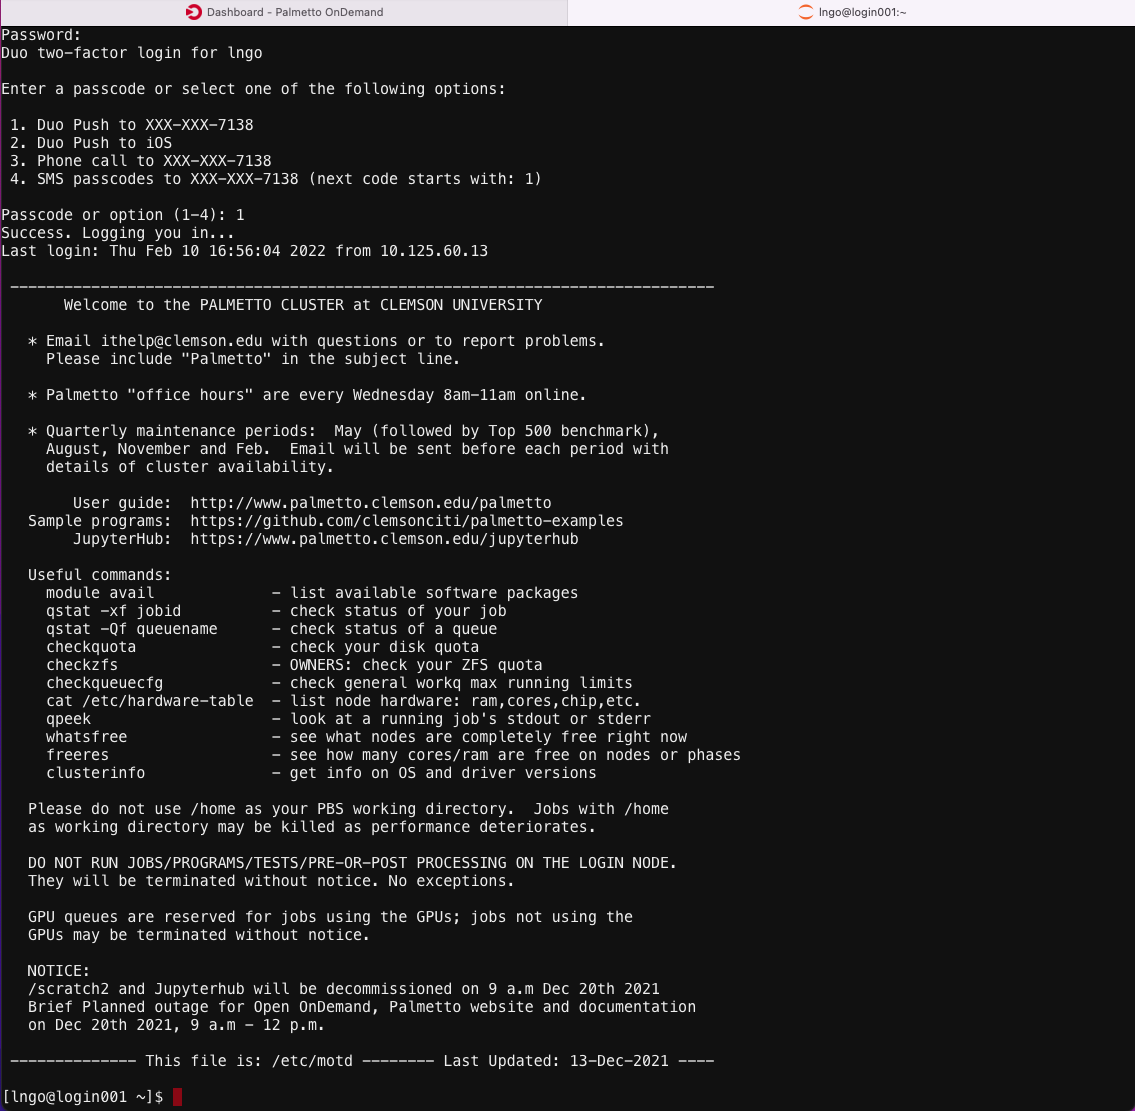 Dashboard - Palmetto OnDemand
lngo@login001:~
Password:
Duo two-factor login for lngo
Enter a passcode or select one of the following options:
1. Duo Push to XXX-XXX-7138
2. Duo Push to iOS
3. Phone call to XXX-XXX-7138
4. SMS passcodes to XXX-XXX-7138 (next code starts with: 1)
Passcode or option (1-4): 1
Success. Logging you in...
Last login: Thu Feb 10 16:56:04 2022 from 10.125.60.13
------------------------------------------------------------------------------
Welcome to the PALMETTO CLUSTER at CLEMSON UNIVERSITY
* Email ithelp@clemson.edu with questions or to report problems.
Please include "Palmetto" in the subject line.
* Palmetto "office hours" are every Wednesday 8am-11am online.
* Quarterly maintenance periods:  May (followed by Top 500 benchmark),
August, November and Feb.  Email will be sent before each period with
details of cluster availability.
User guide:  http://www.palmetto.clemson.edu/palmetto
Sample programs:  https://github.com/clemsonciti/palmetto-examples
JupyterHub:  https://www.palmetto.clemson.edu/jupyterhub
Useful commands:
module avail             - list available software packages
qstat -xf jobid          - check status of your job
qstat -Qf queuename      - check status of a queue
checkquota               - check your disk quota
checkzfs                 - OWNERS: check your ZFS quota
checkqueuecfg            - check general workq max running limits
cat /etc/hardware-table  - list node hardware: ram,cores,chip,etc.
qpeek                    - look at a running job's stdout or stderr
whatsfree                - see what nodes are completely free right now
freeres                  - see how many cores/ram are free on nodes or phases
clusterinfo              - get info on OS and driver versions
Please do not use /home as your PBS working directory.  Jobs with /home
as working directory may be killed as performance deteriorates.
DO NOT RUN JOBS/PROGRAMS/TESTS/PRE-OR-POST PROCESSING ON THE LOGIN NODE.
They will be terminated without notice. No exceptions.
GPU queues are reserved for jobs using the GPUs; jobs not using the
GPUs may be terminated without notice.
NOTICE:
/scratch2 and Jupyterhub will be decommissioned on 9 a.m Dec 20th 2021
Brief Planned outage for Open OnDemand, Palmetto website and documentation
on Dec 20th 2021, 9 a.m - 12 p.m.
-------------- This file is: /etc/motd -------- Last Updated: 13-Dec-2021 ----
[lngo@login001 ~]$